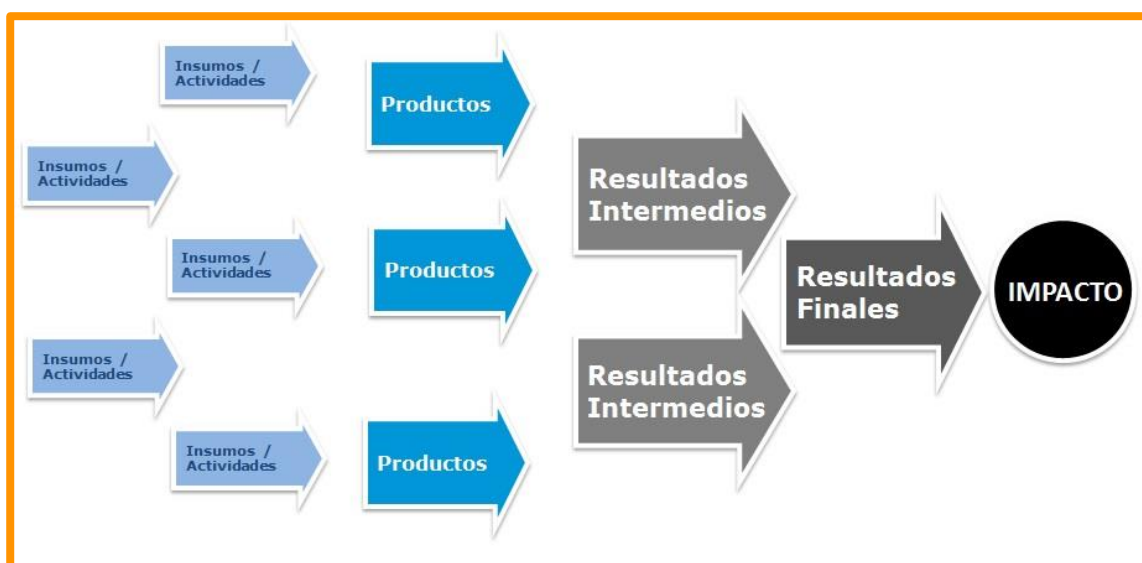 Insumos /
Actividades
Insumos /
Actividades
Insumos /
Actividades
Insumos /
Actividades
Insumos /
Actividades
Productos
Productos
Productos
Resultados
Intermedios
Resultados
Intermedios
Resultados
Finales
IMPACTO